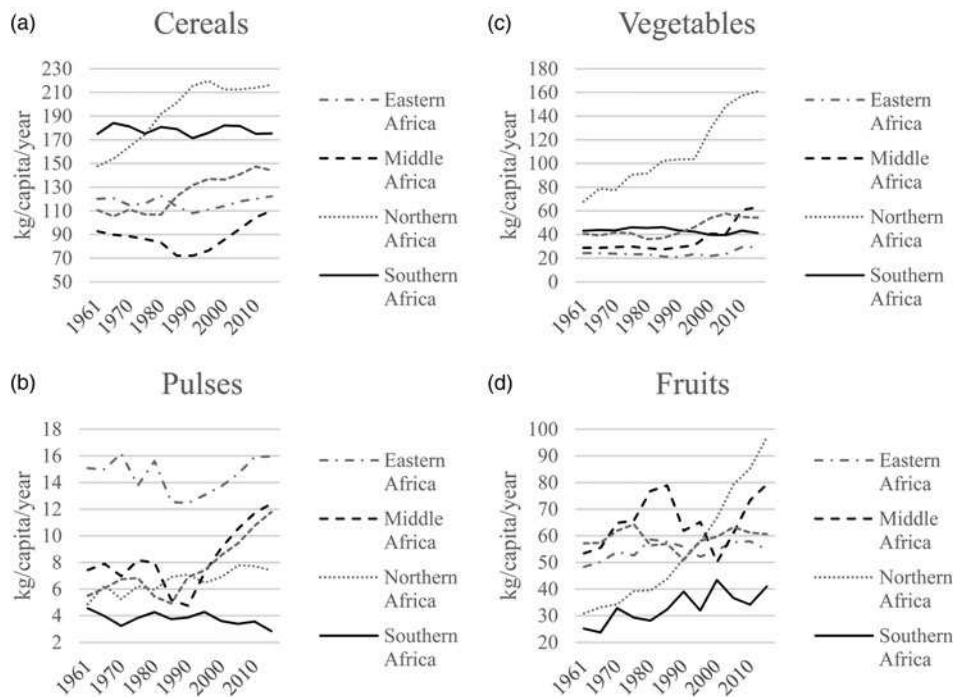 (a)
Cereals
kg/capita/year
230
210
190
170
150
130
110
90
70
50
1961
1970
1980
1990
2000
2010
Eastern
Africa
Middle
Africa
Northern
Africa
Southern
Africa
(c)
Vegetables
kg/capita/year
180
160
140
120
100
80
60
40
20
0
1961
1970
1980
1990
2000
2010
Eastern
Africa
Middle
Africa
Northern
Africa
Southern
Africa
(b)
Pulses
kg/capita/year
18
16
14
12
10
8
6
4
2
1961
1970
1980
1990
2000
2010
Eastern
Africa
Middle
Africa
Northern
Africa
Southern
Africa
(d)
Fruits
kg/capita/year
100
90
80
70
60
50
40
30
20
1961
1970
1980
1990
2000
2010
Eastern
Africa
Middle
Africa
Northern
Africa
Southern
Africa